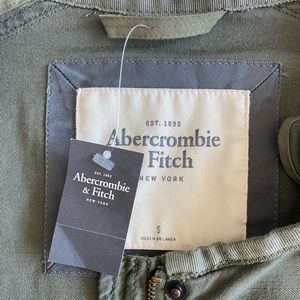 EST. 1892
Abercrombie
& Fitch
NEW YORK
S
MADE IN SRI LANKA
EST. 1892
Abercrombie
& Fitch
NEW YORK